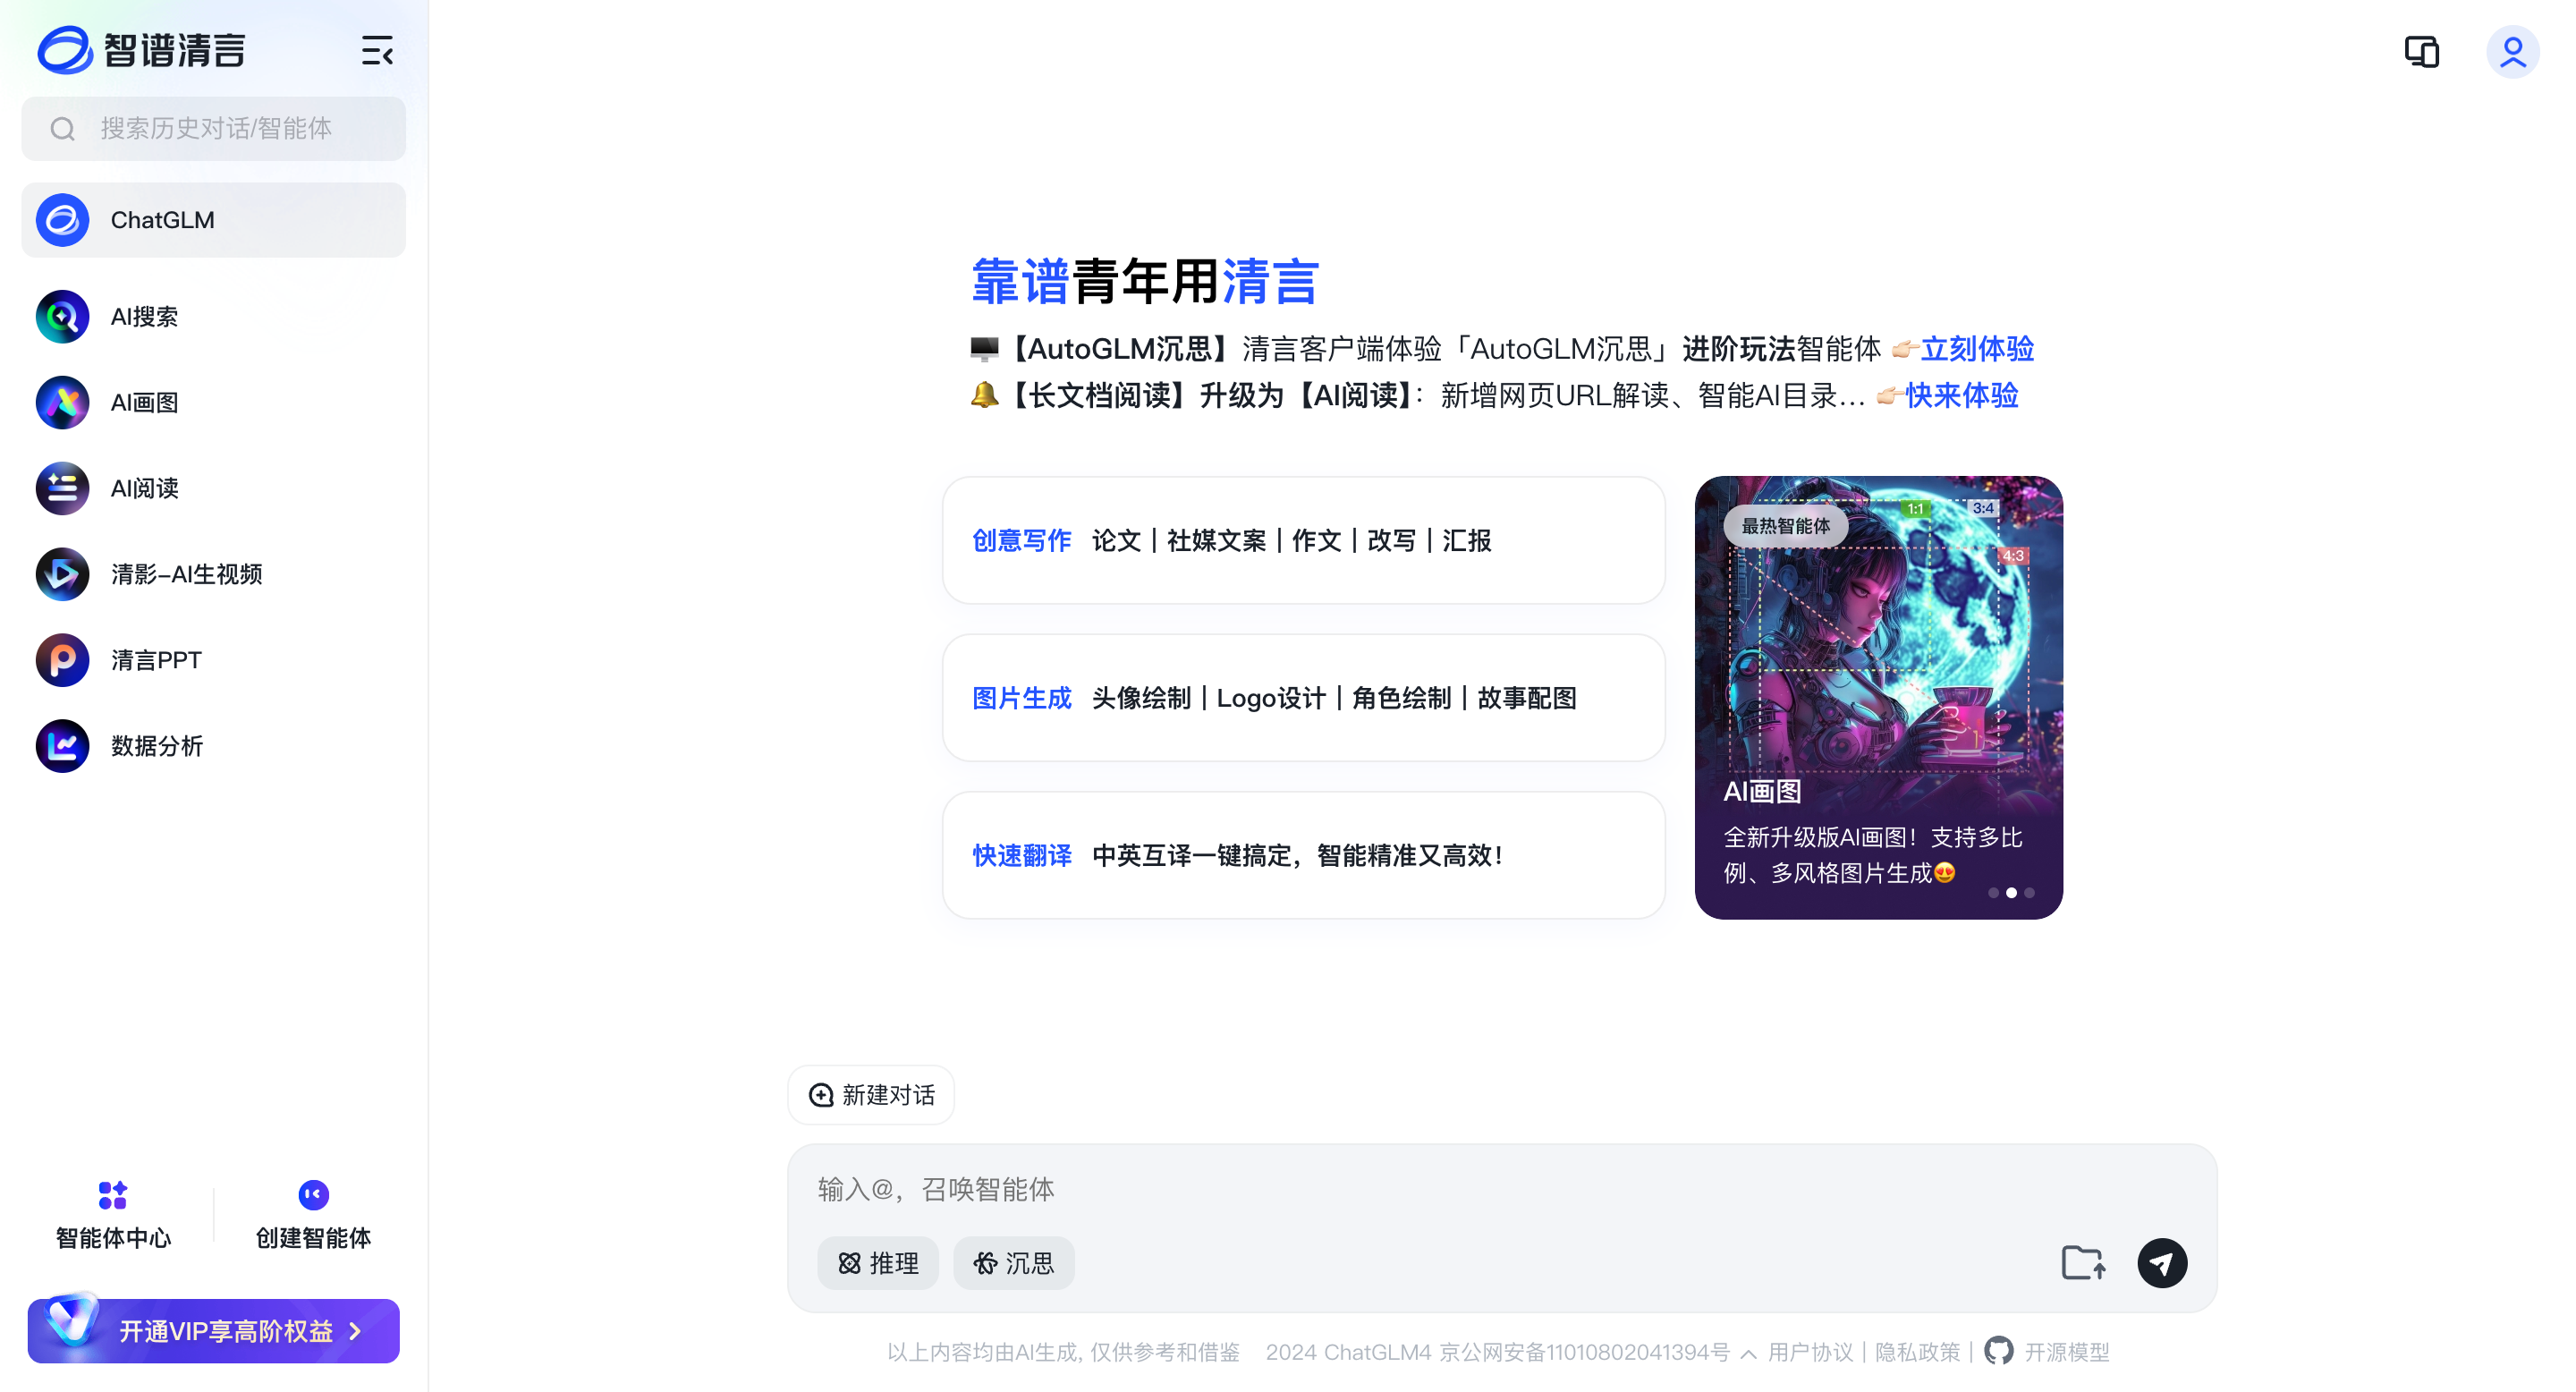 智谱清言
搜索历史对话/智能体
ChatGLM
AI搜索
AI画图
AI阅读
清影-AI生视频
清言PPT
数据分析
智能体中心
创建智能体
开通VIP享高阶权益
靠谱青年用清言
【AutoGLM沉思】清言客户端体验「AutoGLM沉思」进阶玩法智能体 👉🏻立刻体验
🔔【长文档阅读】升级为【AI阅读】：新增网页URL解读、智能AI目录… 👉🏻快来体验
创意写作 论文｜社媒文案｜作文｜改写｜汇报
图片生成 头像绘制｜Logo设计｜角色绘制｜故事配图
快速翻译 中英互译一键搞定，智能精准又高效！
最热智能体
1:1
3:4
4:3
AI画图
全新升级版AI画图！支持多比
例、多风格图片生成😍
新建对话
输入@，召唤智能体
推理
沉思
以上内容均由AI生成, 仅供参考和借鉴 2024 ChatGLM4 京公网安备11010802041394号 用户协议｜隐私政策｜开源模型